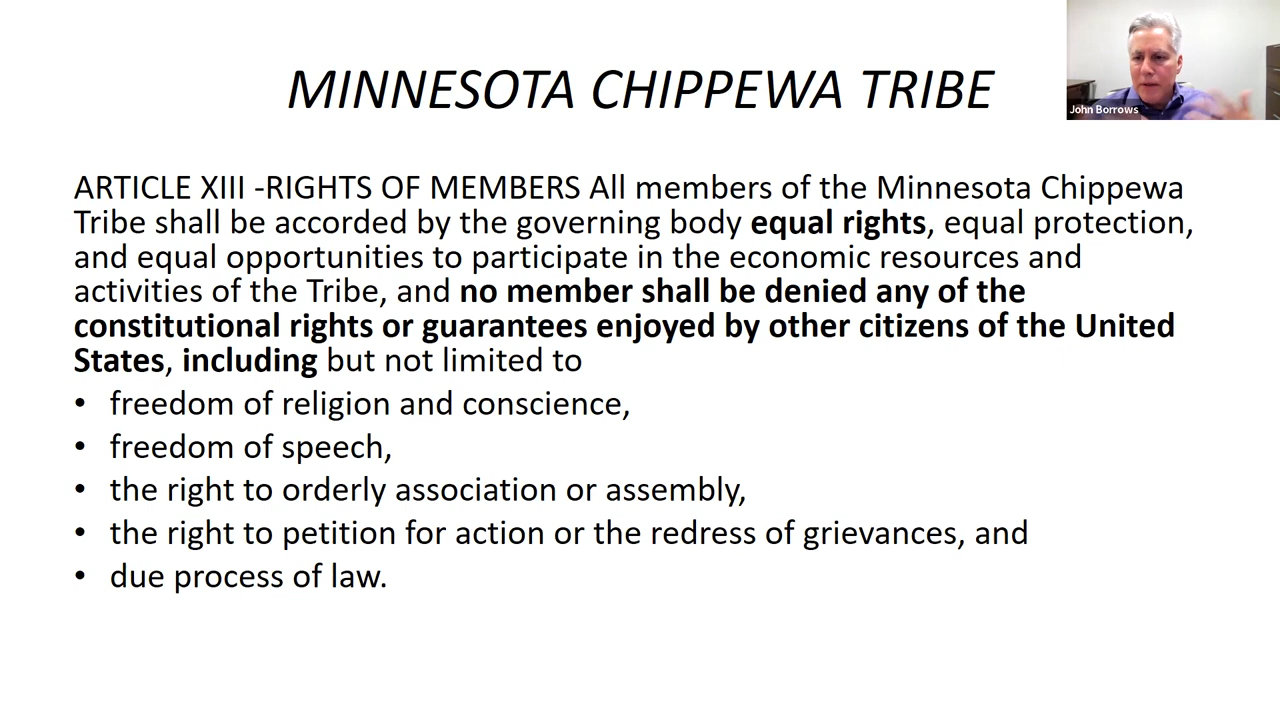 MINNESOTA CHIPPEWA TRIBE
John Borrows
ARTICLE XIII -RIGHTS OF MEMBERS All members of the Minnesota Chippewa
Tribe shall be accorded by the governing body equal rights, equal protection,
and equal opportunities to participate in the economic resources and
activities of the Tribe, and no member shall be denied any of the
constitutional rights or guarantees enjoyed by other citizens of the United
States, including but not limited to
• freedom of religion and conscience,
• freedom of speech,
• the right to orderly association or assembly,
• the right to petition for action or the redress of grievances, and
• due process of law.